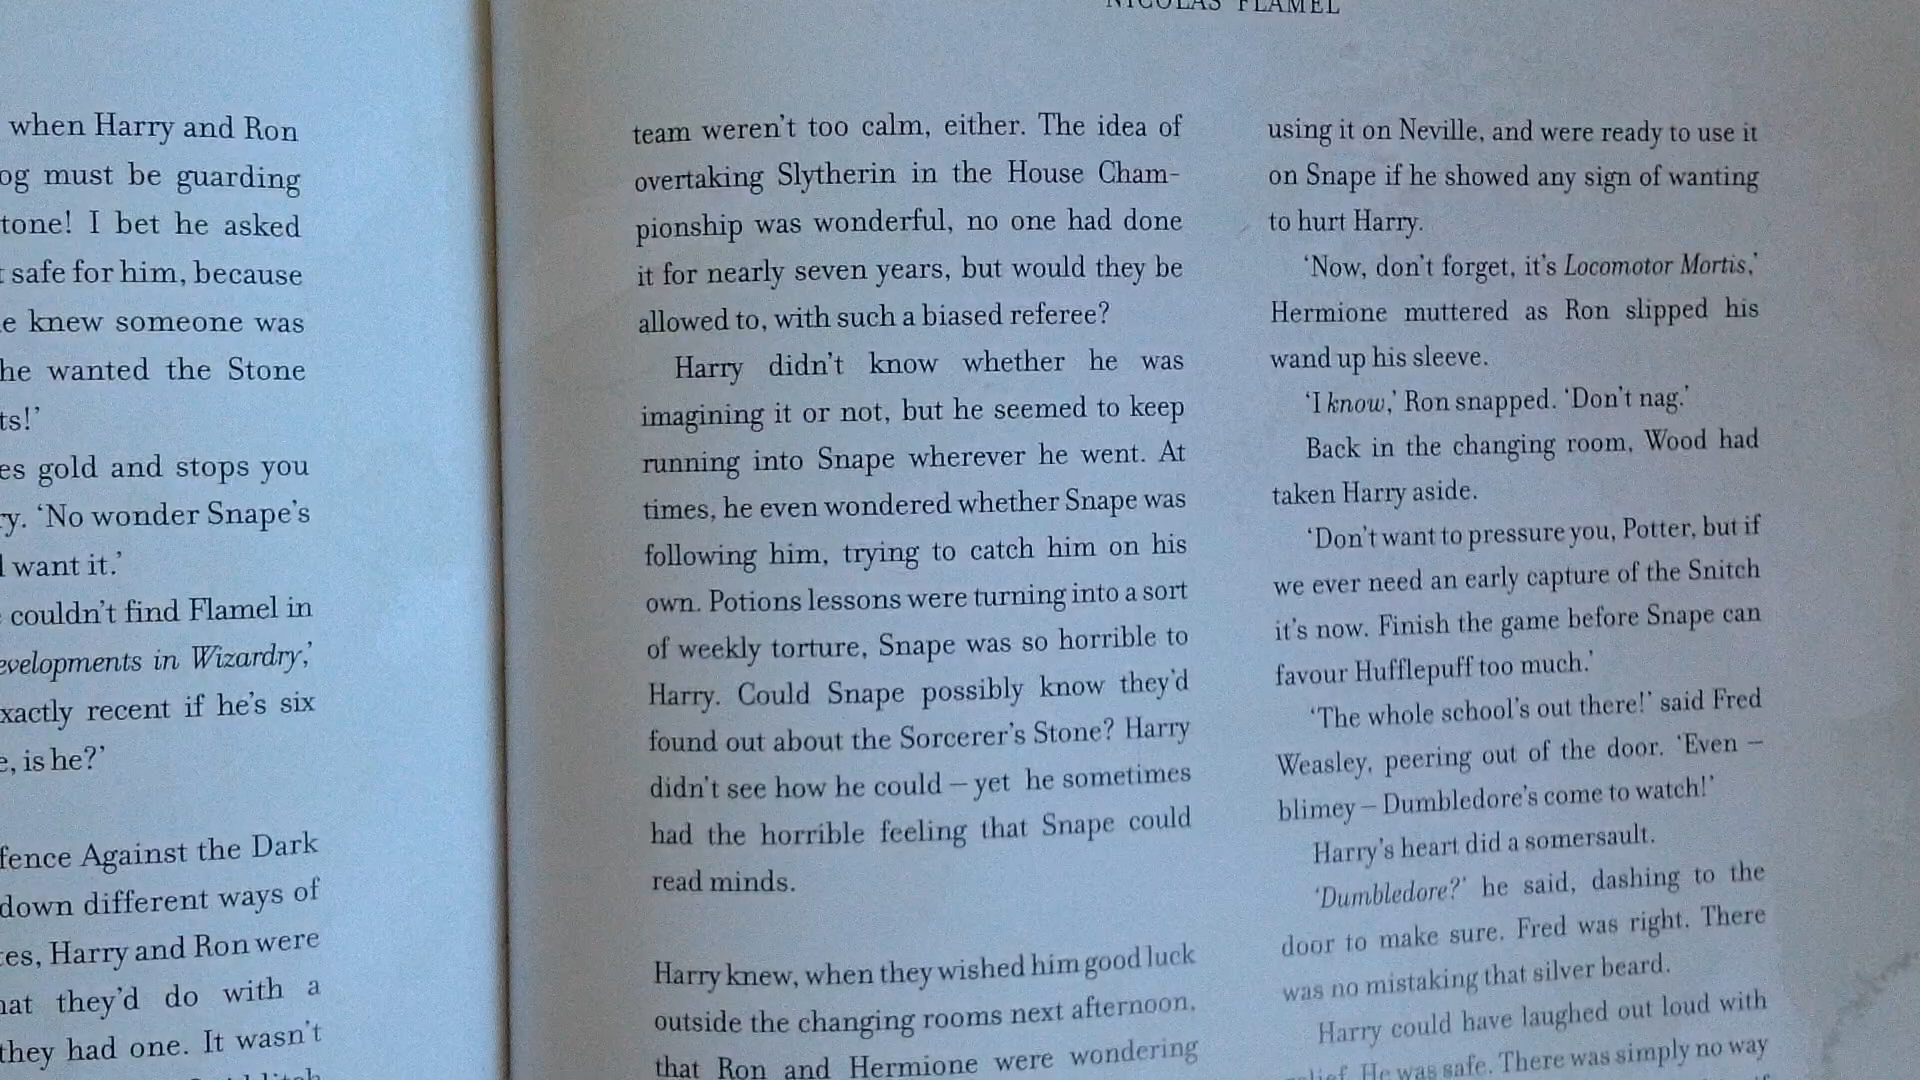 NICOLAS FLAMEL
when Harry and Ron
og must be guarding
tone! I bet he asked
safe for him, because
e knew someone was
he wanted the Stone
ts!’
es gold and stops you
ry. ‘No wonder Snape’s
want it.’
couldn’t find Flamel in
evelopments in Wizardry,’
xactly recent if he’s six
e, is he?’
fence Against the Dark
down different ways of
tes, Harry and Ron were
hat they’d do with a
they had one. It wasn’t
team weren’t too calm, either. The idea of
overtaking Slytherin in the House Cham-
pionship was wonderful, no one had done
it for nearly seven years, but would they be
allowed to, with such a biased referee?
Harry didn’t know whether he was
imagining it or not, but he seemed to keep
running into Snape wherever he went. At
times, he even wondered whether Snape was
following him, trying to catch him on his
own. Potions lessons were turning into a sort
of weekly torture, Snape was so horrible to
Harry. Could Snape possibly know they’d
found out about the Sorcerer’s Stone? Harry
didn’t see how he could – yet he sometimes
had the horrible feeling that Snape could
read minds.
Harry knew, when they wished him good luck
outside the changing rooms next afternoon,
that Ron and Hermione were wondering
using it on Neville, and were ready to use it
on Snape if he showed any sign of wanting
to hurt Harry.
‘Now, don’t forget, it’s Locomotor Mortis,’
Hermione muttered as Ron slipped his
wand up his sleeve.
‘I know,’ Ron snapped. ‘Don’t nag.’
Back in the changing room, Wood had
taken Harry aside.
‘Don’t want to pressure you, Potter, but if
we ever need an early capture of the Snitch
it’s now. Finish the game before Snape can
favour Hufflepuff too much.’
‘The whole school’s out there!’ said Fred
Weasley, peering out of the door. ‘Even –
blimey – Dumbledore’s come to watch!’
Harry’s heart did a somersault.
‘Dumbledore?’ he said, dashing to the
door to make sure. Fred was right. There
was no mistaking that silver beard.
Harry could have laughed out loud with
He was safe. There was simply no way